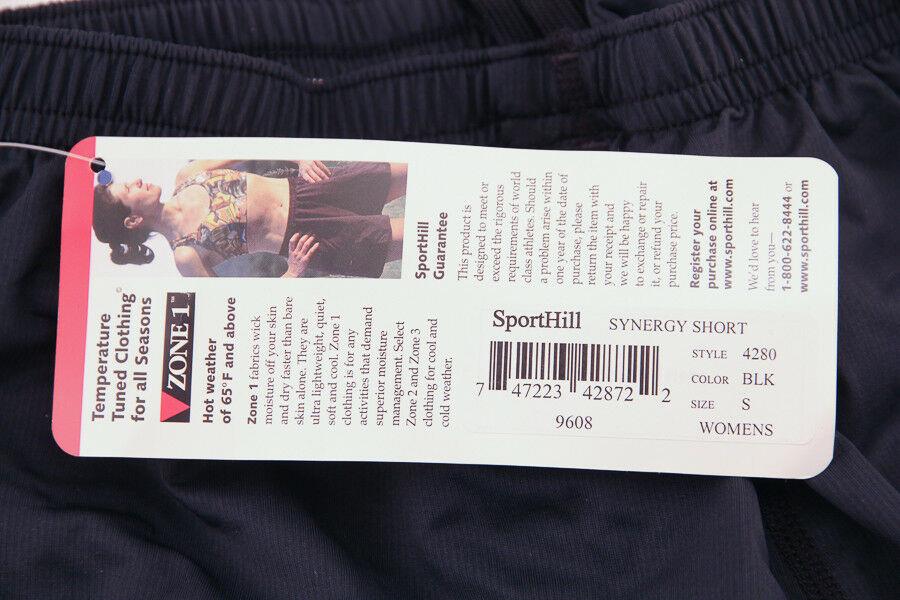 Temperature
Tuned Clothing©
for all Seasons
ZONE 1™
Hot weather
of 65°F and above
Zone 1 fabrics wick
moisture off your skin
and dry faster than bare
skin alone. They are
ultra lightweight, quiet,
soft and cool. Zone 1
clothing is for any
activities that demand
superior moisture
management. Select
Zone 2 and Zone 3
clothing for cool and
cold weather.
SportHill
Guarantee
This product is
designed to meet or
exceed the rigorous
requirements of world
class athletes. Should
a problem arise within
one year of the date of
purchase, please
return the item with
your receipt and
we will be happy
to exchange or repair
it, or refund your
purchase price.
Register your
purchase online at
www.sporthill.com
We'd love to hear
from you—
1-800-622-8444 or
www.sporthill.com
SportHill SYNERGY SHORT
STYLE 4280
COLOR BLK
SIZE S
WOMENS
7 47223 42872 2
9608